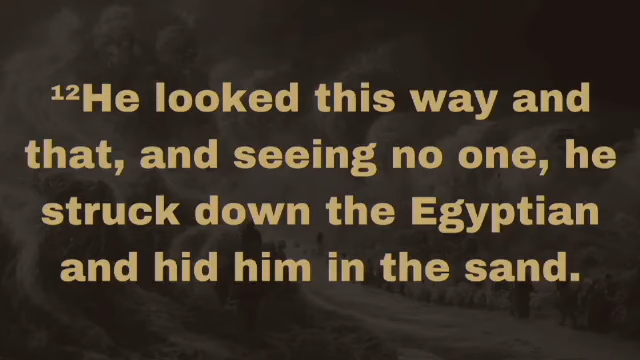 ¹²He looked this way and
that, and seeing no one, he
struck down the Egyptian
and hid him in the sand.